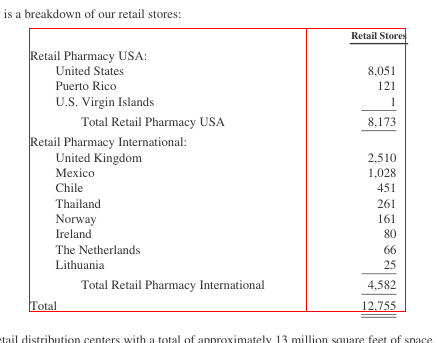 is a breakdown of our retail stores:
Retail Stores
Retail Pharmacy USA:
United States 8,051
Puerto Rico 121
U.S. Virgin Islands 1
Total Retail Pharmacy USA 8,173
Retail Pharmacy International:
United Kingdom 2,510
Mexico 1,028
Chile 451
Thailand 261
Norway 161
Ireland 80
The Netherlands 66
Lithuania 25
Total Retail Pharmacy International 4,582
Total 12,755
etail distribution centers with a total of approximately 13 million square feet of space.